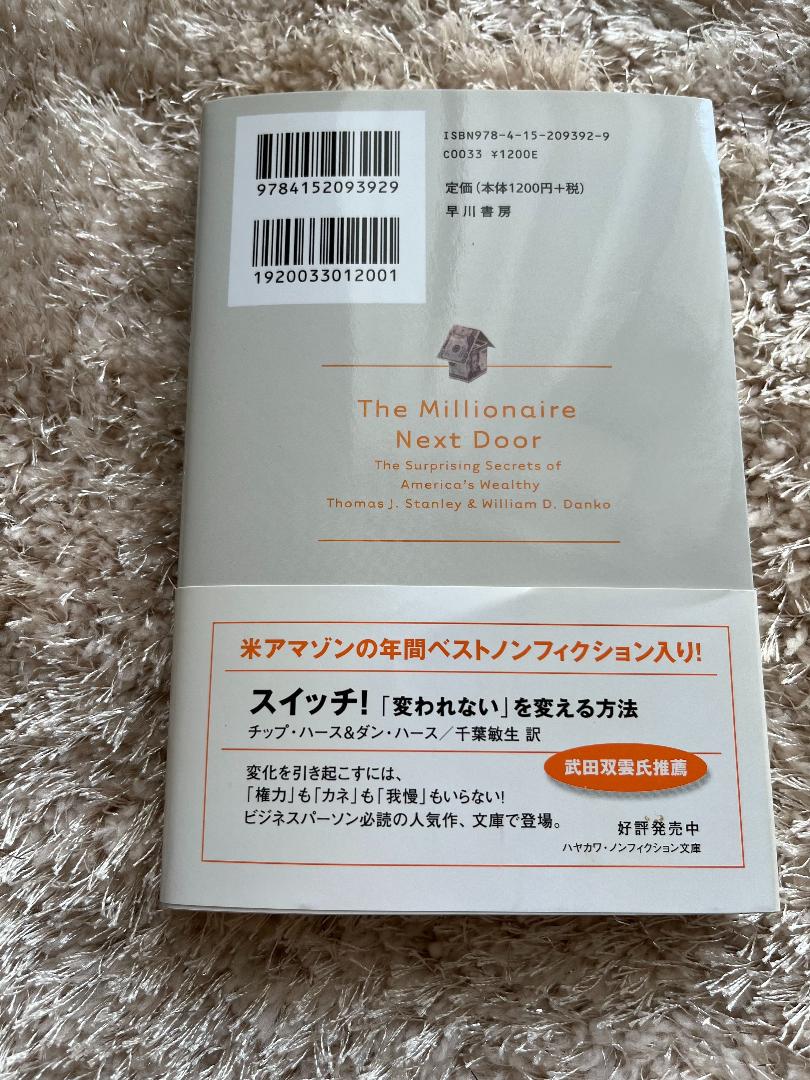 ISBN978-4-15-209392-9
C0033 ¥1200E
9784152093929
定価(本体1200円+税)
早川書房
1920033012001
The Millionaire
Next Door
The Surprising Secrets of
America's Wealthy
Thomas J. Stanley & William D. Danko
米アマゾンの年間ベストノンフィクション入り!
スイッチ!「変われない」を変える方法
チップ・ハース&ダン・ハース/千葉敏生 訳
武田双雲氏推薦
変化を引き起こすには、
「権力」も「カネ」も「我慢」もいらない!
ビジネスパーソン必読の人気作、文庫で登場。
好評発売中
ハヤカワ・ノンフィクション文庫